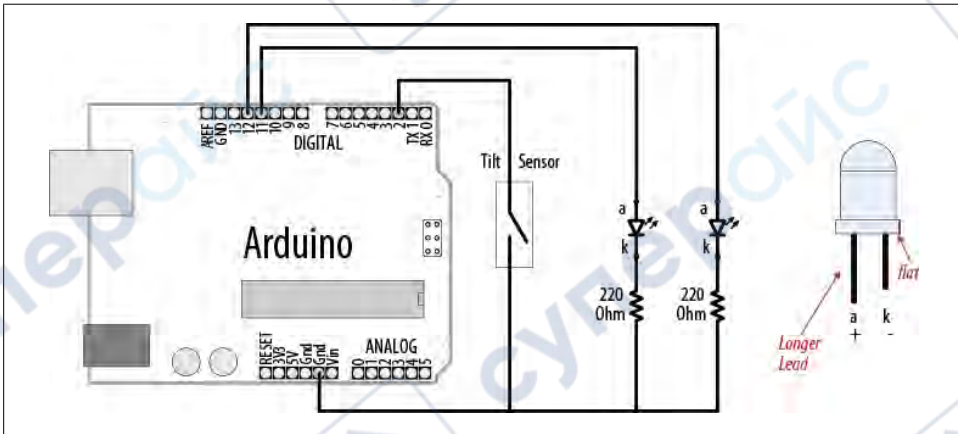 AREF
GND
13
12
11
10
9
8
7
6
5
4
3
2
TX 1
RX 0
DIGITAL
Tilt Sensor
Arduino
a
k
220
Ohm
a
k
220
Ohm
flat
a
+
k
-
Longer
Lead
RESET
3V3
5V
Gnd
Gnd
Vin
ANALOG
0
1
2
3
4
5
суперайс